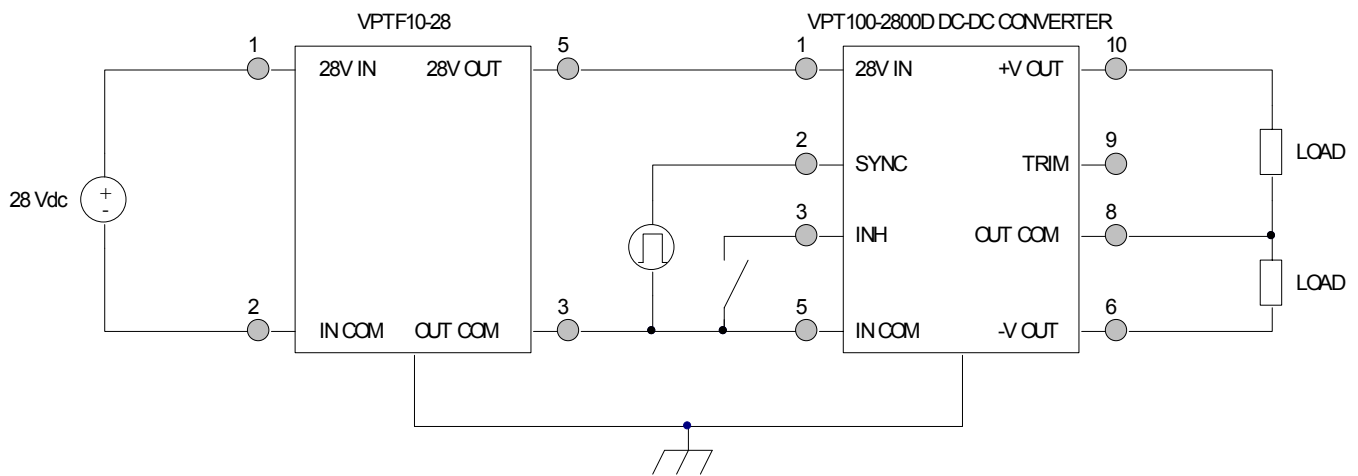 VPTF10-28
VPT100-2800D DC-DC CONVERTER
1
5
1
10
28V IN
28V OUT
28V IN
+V OUT
2
9
SYNC
TRIM
LOAD
28 Vdc
+
-
3
8
INH
OUT COM
LOAD
2
3
5
6
IN COM
OUT COM
IN COM
-V OUT